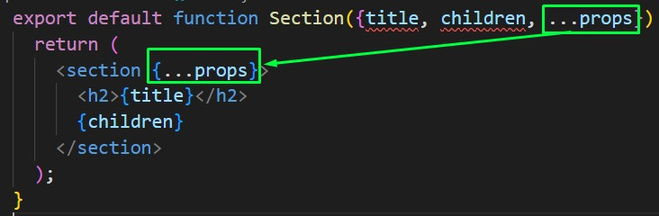 export default function Section({title, children, ...props})
return (
<section {...props}>
<h2>{title}</h2>
{children}
</section>
);
}